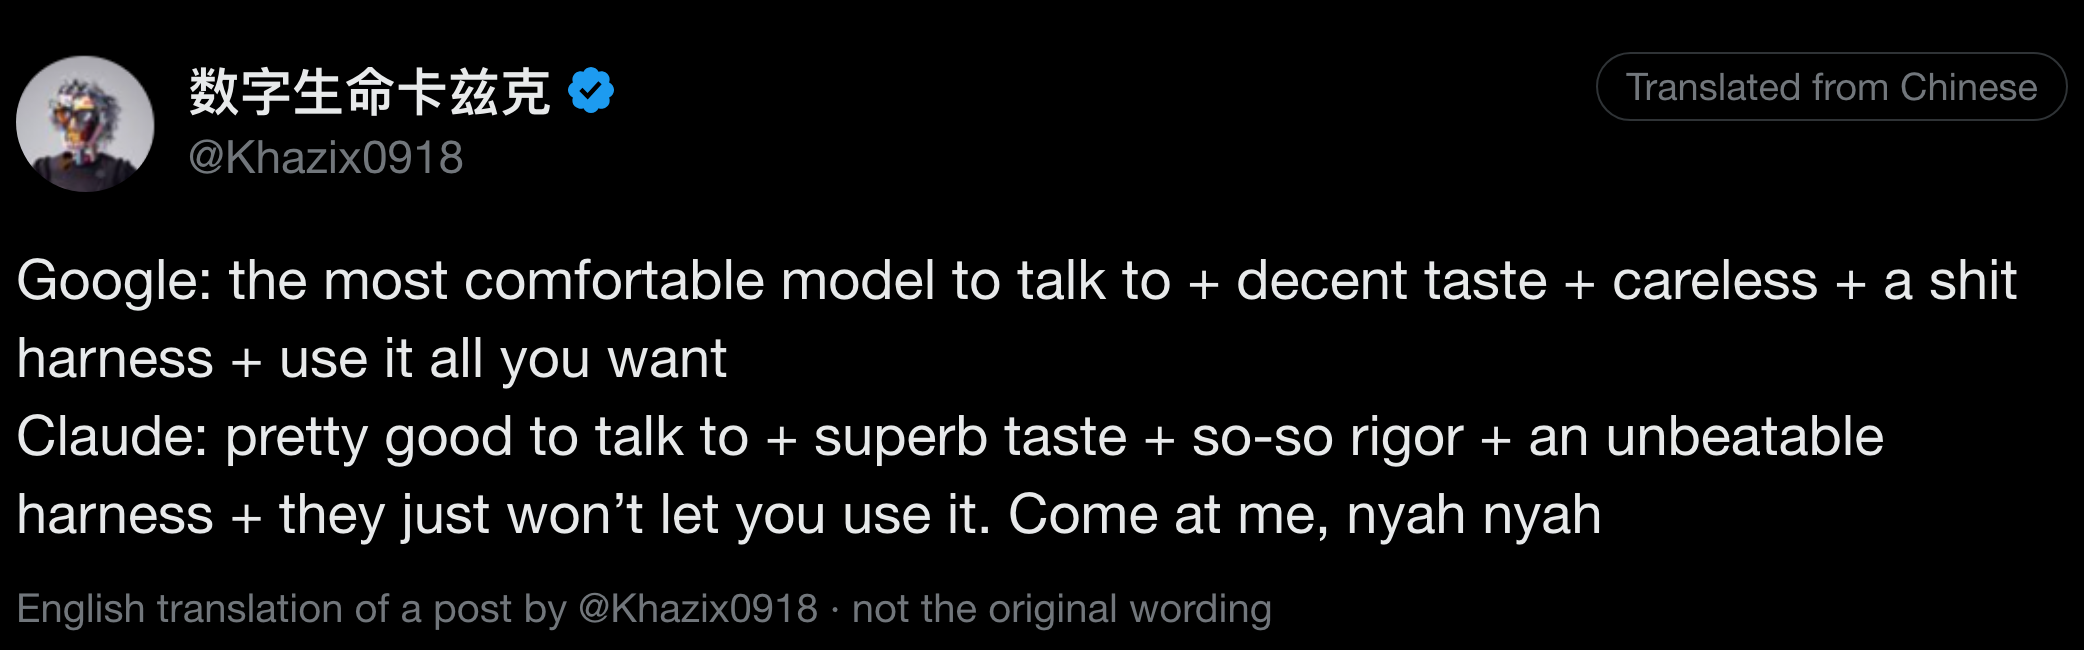 数字生命卡兹克
Translated from Chinese
@Khazix0918
Google: the most comfortable model to talk to + decent taste + careless + a shit
harness + use it all you want
Claude: pretty good to talk to + superb taste + so-so rigor + an unbeatable
harness + they just won’t let you use it. Come at me, nyah nyah
English translation of a post by @Khazix0918 · not the original wording